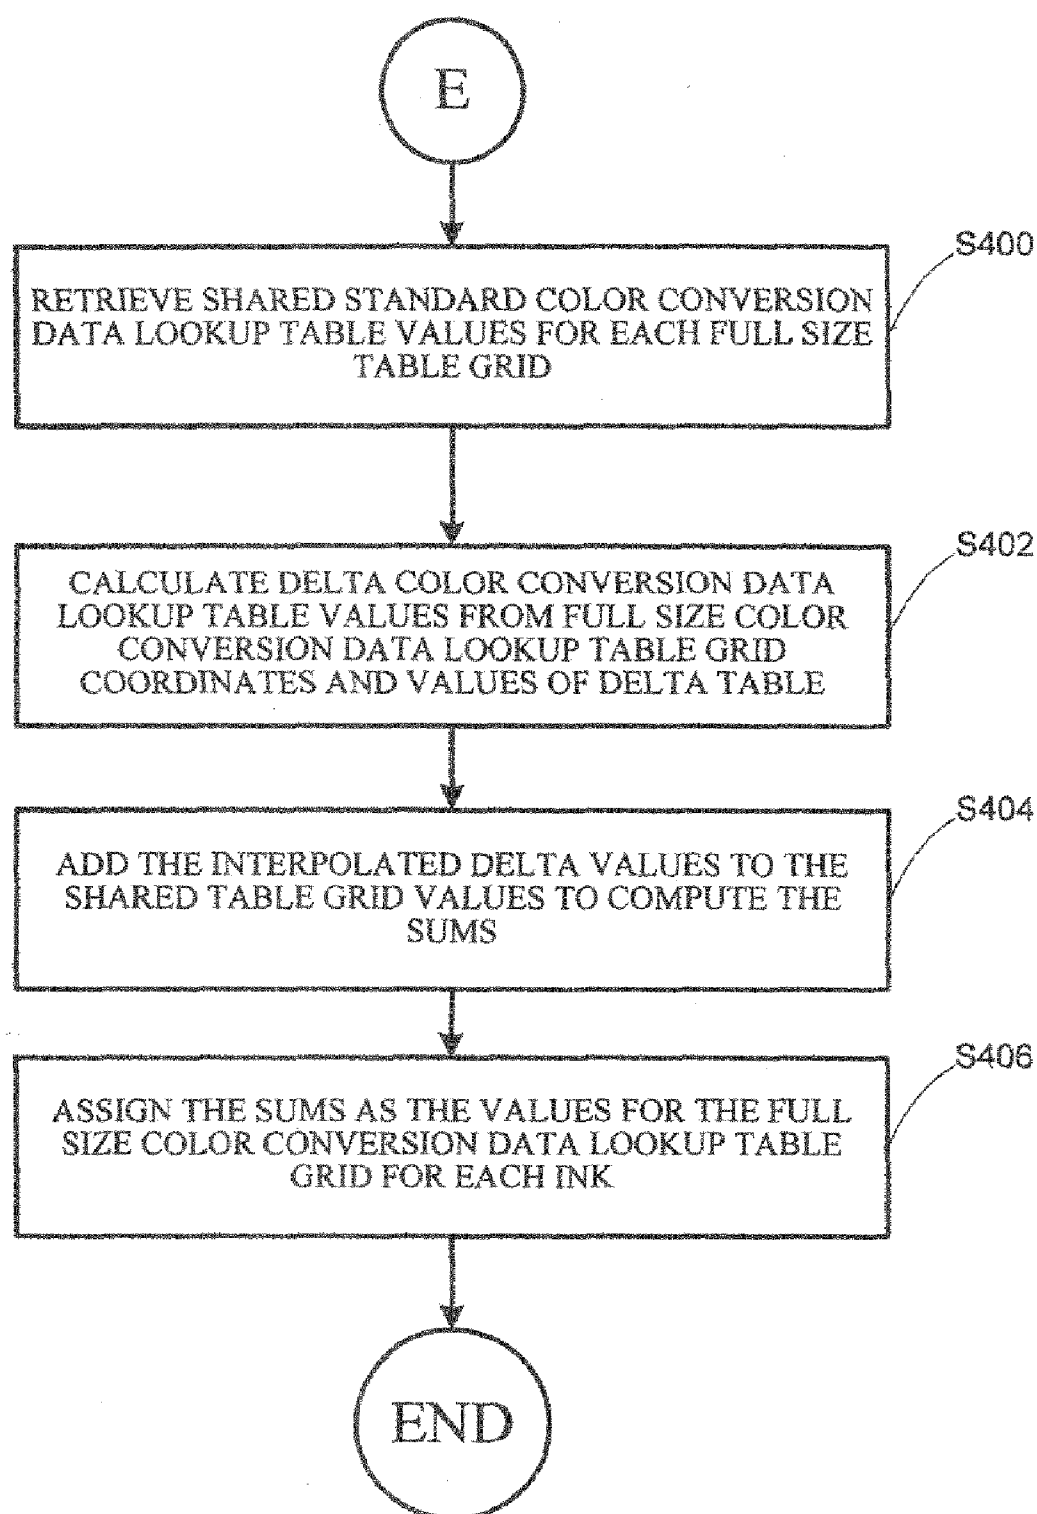 E
S400
RETRIEVE SHARED STANDARD COLOR CONVERSION
DATA LOOKUP TABLE VALUES FOR EACH FULL SIZE
TABLE GRID
S402
CALCULATE DELTA COLOR CONVERSION DATA
LOOKUP TABLE VALUES FROM FULL SIZE COLOR
CONVERSION DATA LOOKUP TABLE GRID
COORDINATES AND VALUES OF DELTA TABLE
S404
ADD THE INTERPOLATED DELTA VALUES TO THE
SHARED TABLE GRID VALUES TO COMPUTE THE
SUMS
S406
ASSIGN THE SUMS AS THE VALUES FOR THE FULL
SIZE COLOR CONVERSION DATA LOOKUP TABLE
GRID FOR EACH INK
END